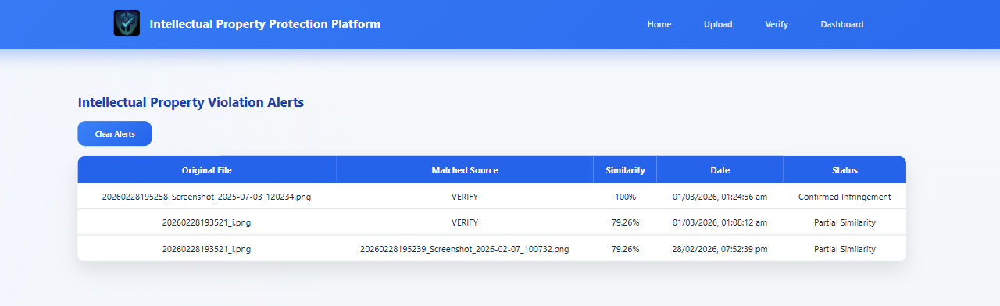 Intellectual Property Protection Platform Home Upload Verify Dashboard
Intellectual Property Violation Alerts
Clear Alerts
Original File Matched Source Similarity Date Status
20260228195258_Screenshot_2025-07-03_120234.png VERIFY 100% 01/03/2026, 01:24:56 am Confirmed Infringement
20260228193521_i.png VERIFY 79.26% 01/03/2026, 01:08:12 am Partial Similarity
20260228193521_i.png 20260228195239_Screenshot_2026-02-07_100732.png 79.26% 28/02/2026, 07:52:39 pm Partial Similarity